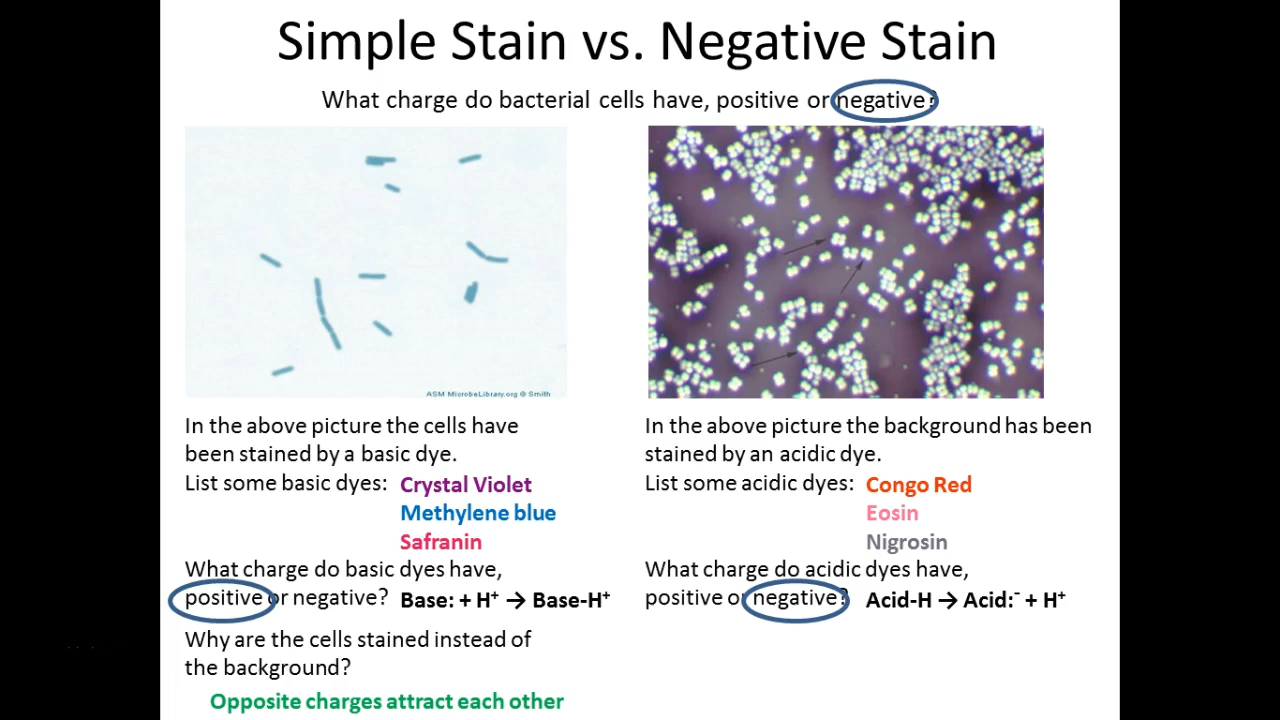 Simple Stain vs. Negative Stain
What charge do bacterial cells have, positive or negative?
ASM MicrobeLibrary.org © Smith
In the above picture the cells have
been stained by a basic dye.
List some basic dyes: Crystal Violet
Methylene blue
Safranin
What charge do basic dyes have,
positive or negative? Base: + H⁺ → Base-H⁺
Why are the cells stained instead of
the background?
Opposite charges attract each other
In the above picture the background has been
stained by an acidic dye.
List some acidic dyes: Congo Red
Eosin
Nigrosin
What charge do acidic dyes have,
positive or negative? Acid-H → Acid:⁻ + H⁺